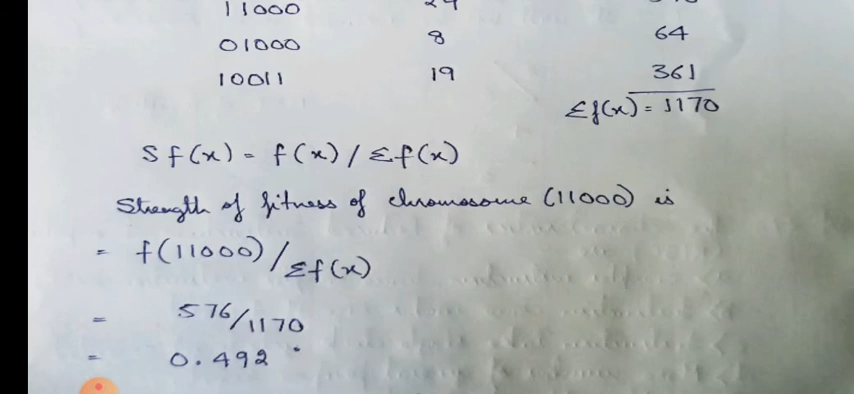 11000 24
01000 8 64
10011 19 361
Σf(x) = 1170
Sf(x) = f(x) / Σf(x)
Strength of fitness of chromosome (11000) is
= f(11000) / Σf(x)
= 576/1170
= 0.492